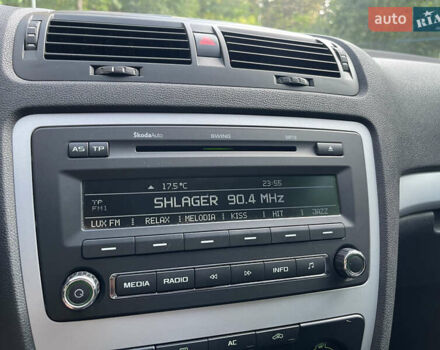 auto RIA
AS TP
ŠkodaAuto SWING MP3
17.5°C 23:55
TP
FM1
SHLAGER 90.4 MHz
LUX FM RELAX MELODIA KISS HIT JAZZ
MEDIA RADIO INFO
AC